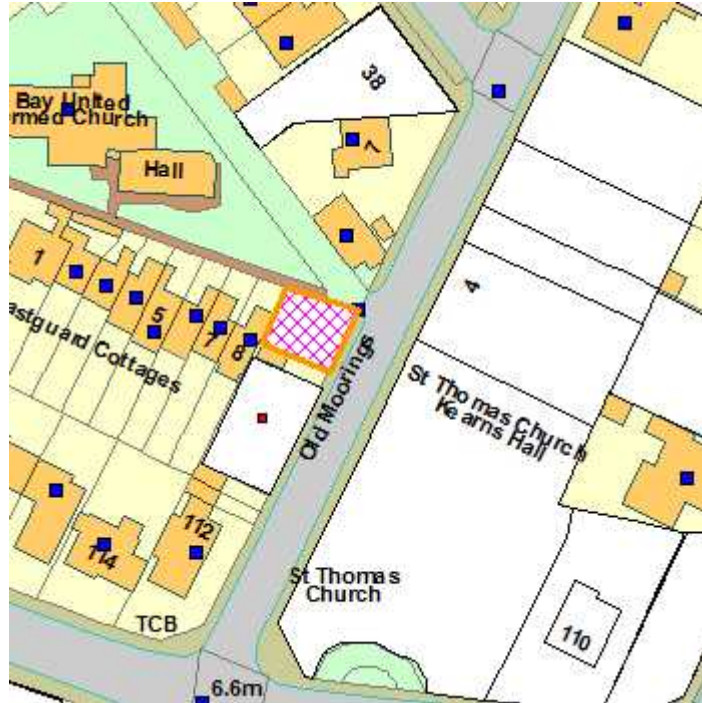 38
Bay United
ormed Church
7
Hall
1
5
7
8
astguard Cottages
4
Old Moorings
St Thomas Church
Kearns Hall
112
114
St Thomas
Church
TCB
110
6.6m